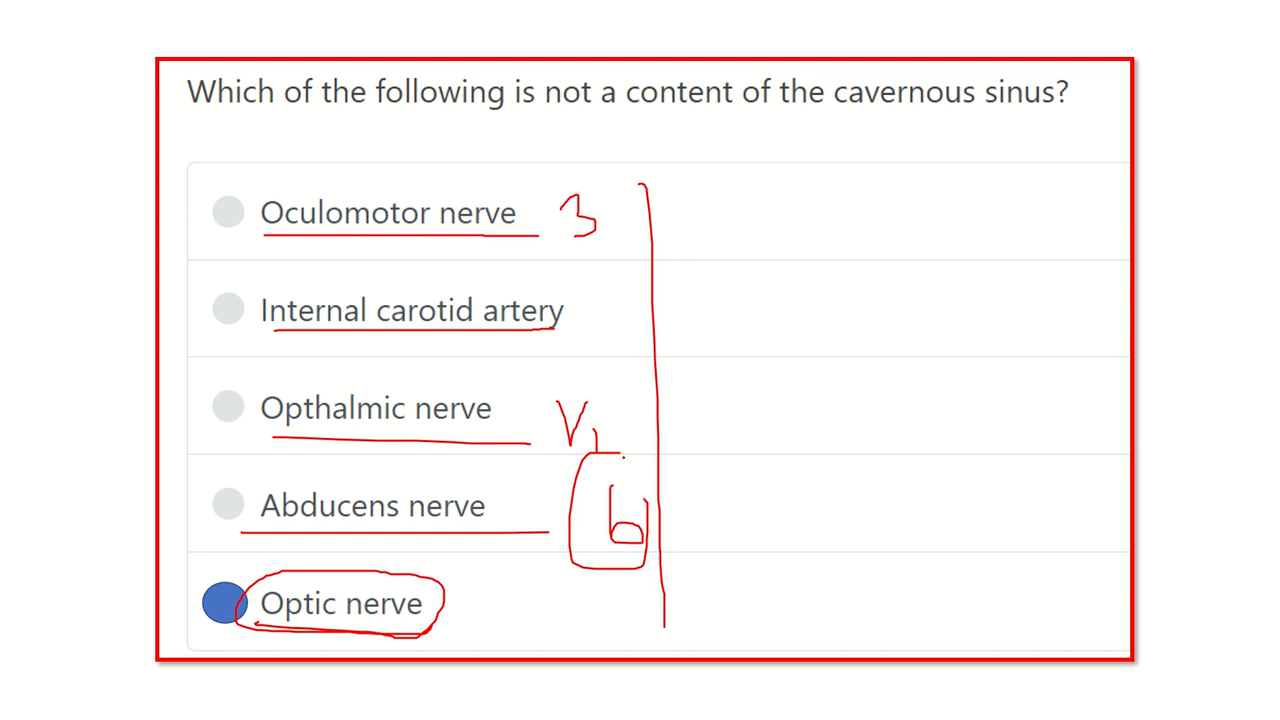 Which of the following is not a content of the cavernous sinus?
Oculomotor nerve 3
Internal carotid artery
Opthalmic nerve V1
Abducens nerve 6
Optic nerve